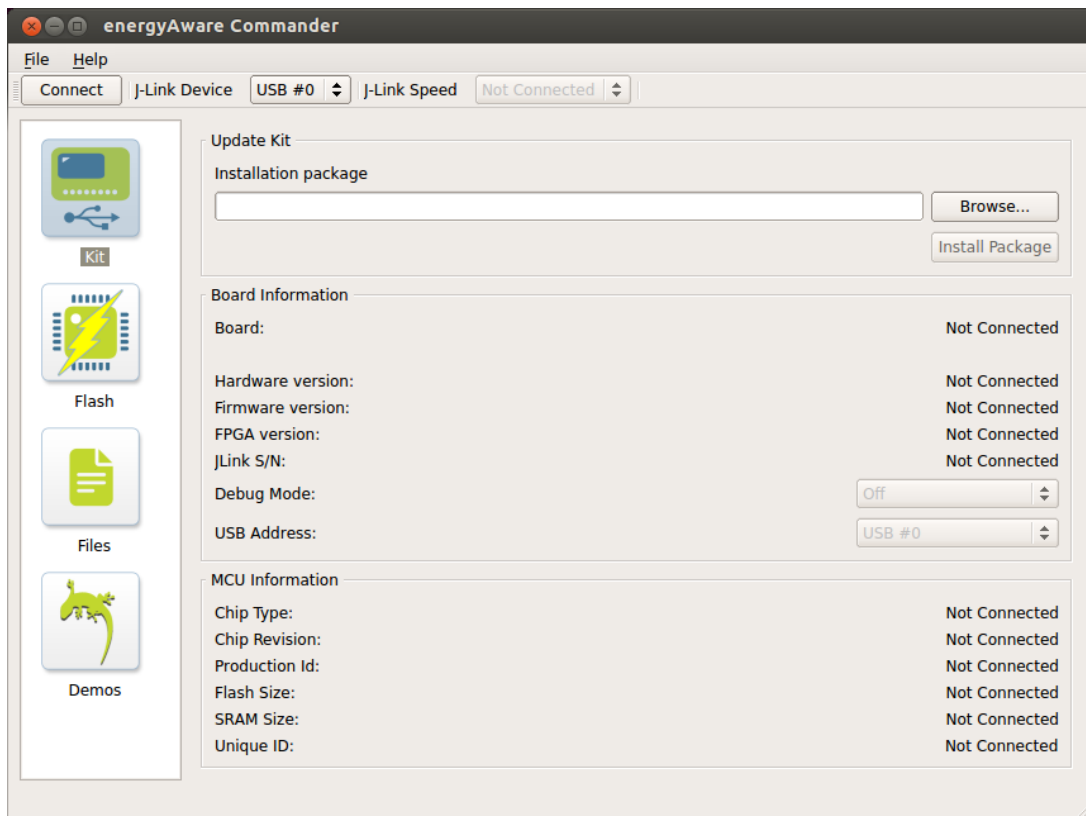 energyAware Commander
File Help
Connect J-Link Device USB #0 J-Link Speed Not Connected
Update Kit
Installation package
Browse...
Install Package
Kit
Flash
Files
Demos
Board Information
Board: Not Connected
Hardware version: Not Connected
Firmware version: Not Connected
FPGA version: Not Connected
JLink S/N: Not Connected
Debug Mode: Off
USB Address: USB #0
MCU Information
Chip Type: Not Connected
Chip Revision: Not Connected
Production Id: Not Connected
Flash Size: Not Connected
SRAM Size: Not Connected
Unique ID: Not Connected